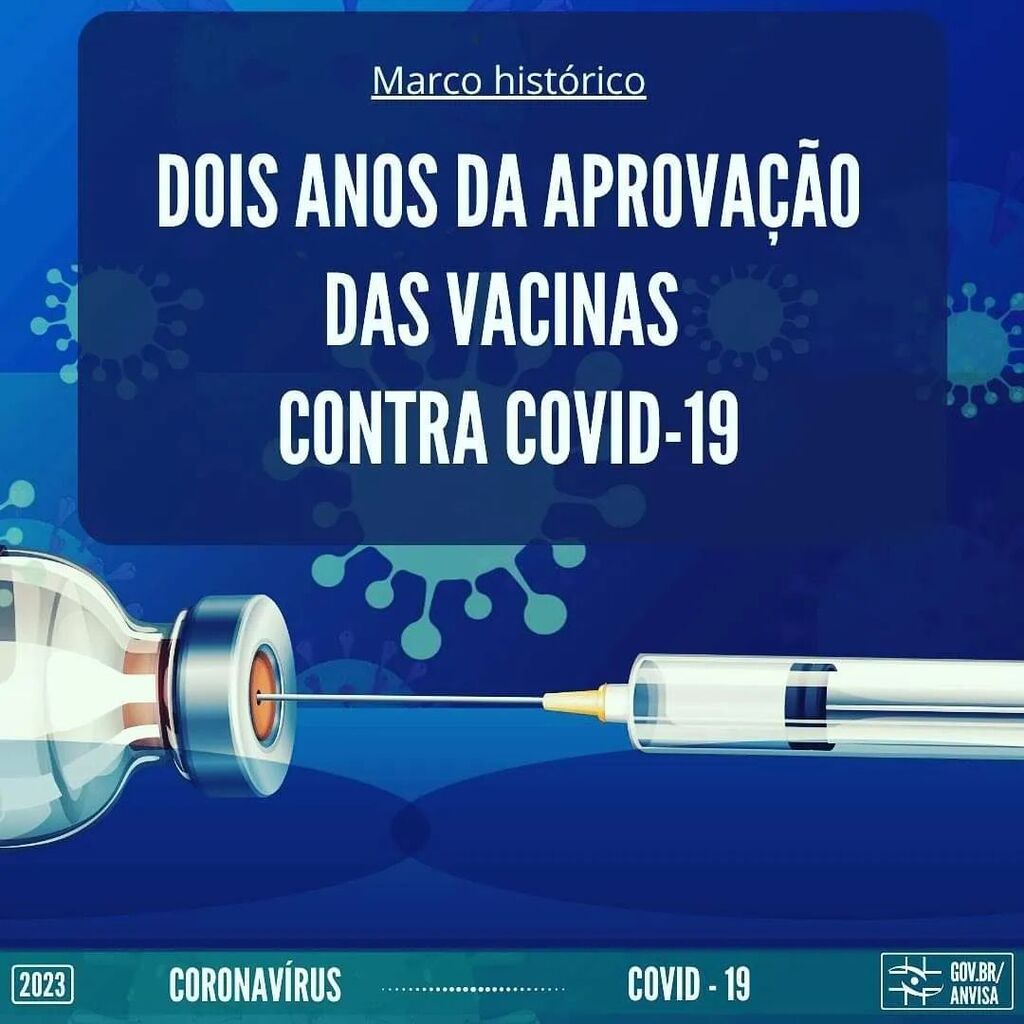 Marco histórico
DOIS ANOS DA APROVAÇÃO
DAS VACINAS
CONTRA COVID-19
2023
CORONAVÍRUS
COVID - 19
GOV.BR/
ANVISA